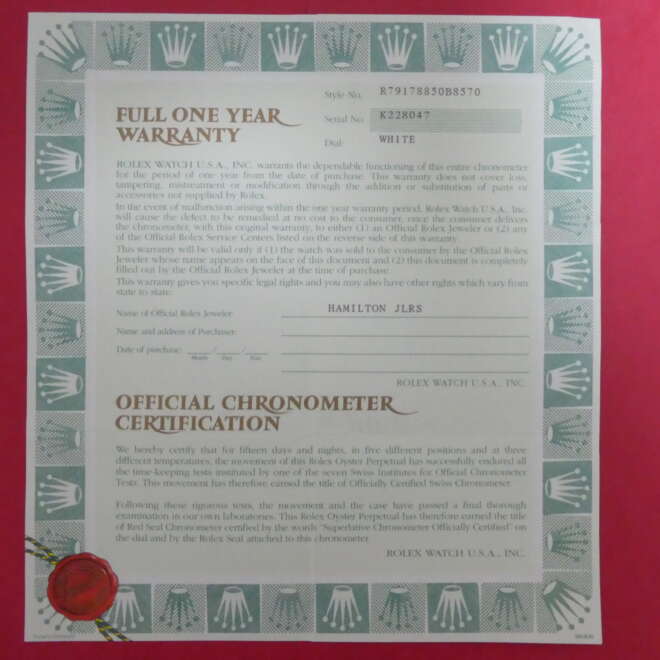 Style No. R79178850B8570
FULL ONE YEAR
WARRANTY
Serial No. K228047
Dial: WHITE
ROLEX WATCH U.S.A., INC. warrants the dependable functioning of this entire chronometer
for the period of one year from the date of purchase. This warranty does not cover loss,
tampering, mistreatment or modification through the addition or substitution of parts or
accessories not supplied by Rolex.
In the event of malfunction arising within the one year warranty period, Rolex Watch U.S.A., Inc.
will cause the defect to be remedied at no cost to the consumer, once the consumer delivers
the chronometer, with this original warranty, to either (1) an Official Rolex Jeweler or (2) any
of the Official Rolex Service Centers listed on the reverse side of this warranty.
This warranty will be valid only if (1) the watch was sold to the consumer by the Official Rolex
Jeweler whose name appears on the face of this document and (2) this document is completely
filled out by the Official Rolex Jeweler at the time of purchase.
This warranty gives you specific legal rights and you may also have other rights which vary from
state to state.
Name of Official Rolex Jeweler: HAMILTON JLRS
Name and address of Purchaser:
Date of purchase: / /
Month Day Year
ROLEX WATCH U.S.A., INC.
OFFICIAL CHRONOMETER
CERTIFICATION
We hereby certify that for fifteen days and nights, in five different positions and at three
different temperatures, the movement of this Rolex Oyster Perpetual has successfully endured all
the time-keeping tests instituted by one of the seven Swiss Institutes for Official Chronometer
Tests. This movement has therefore earned the title of Officially Certified Swiss Chronometer.
Following these rigorous tests, the movement and the case have passed a final thorough
examination in our own laboratories. This Rolex Oyster Perpetual has therefore earned the title
of Red Seal Chronometer certified by the words "Superlative Chronometer Officially Certified" on
the dial and by the Rolex Seal attached to this chronometer.
ROLEX WATCH U.S.A., INC.